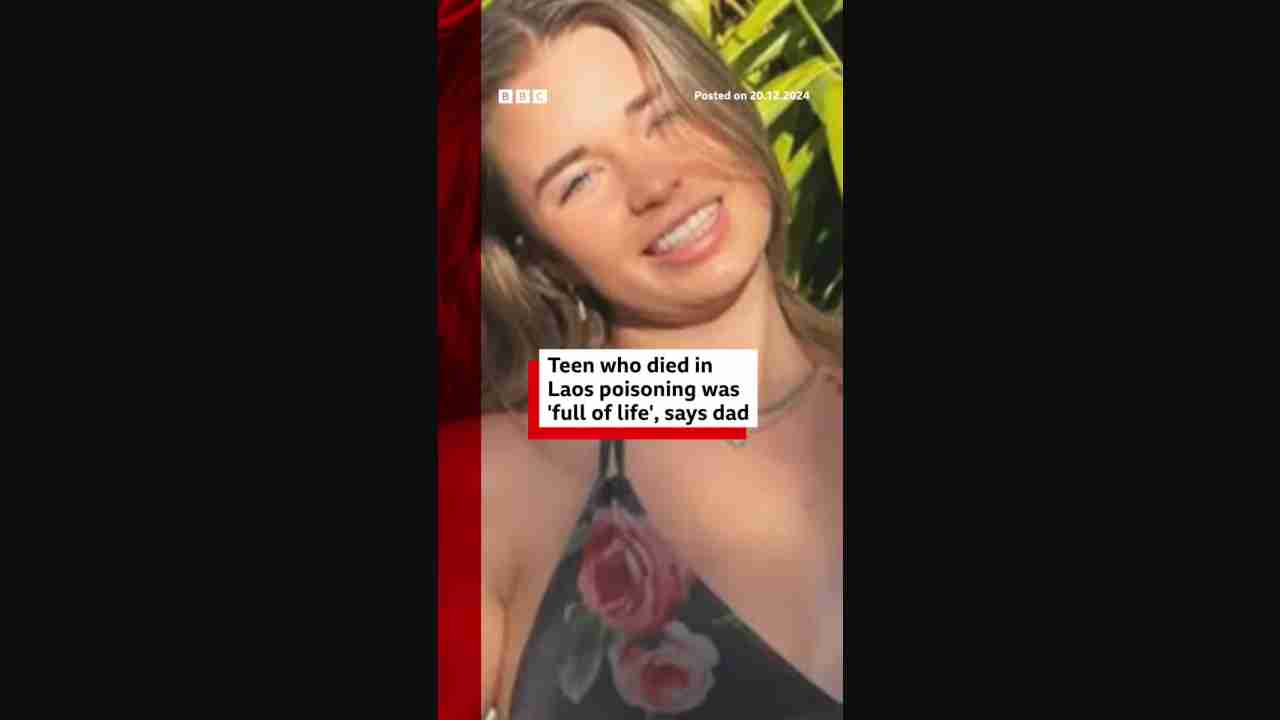 BBC
Posted on 20.12.2024
Teen who died in
Laos poisoning was
'full of life', says dad